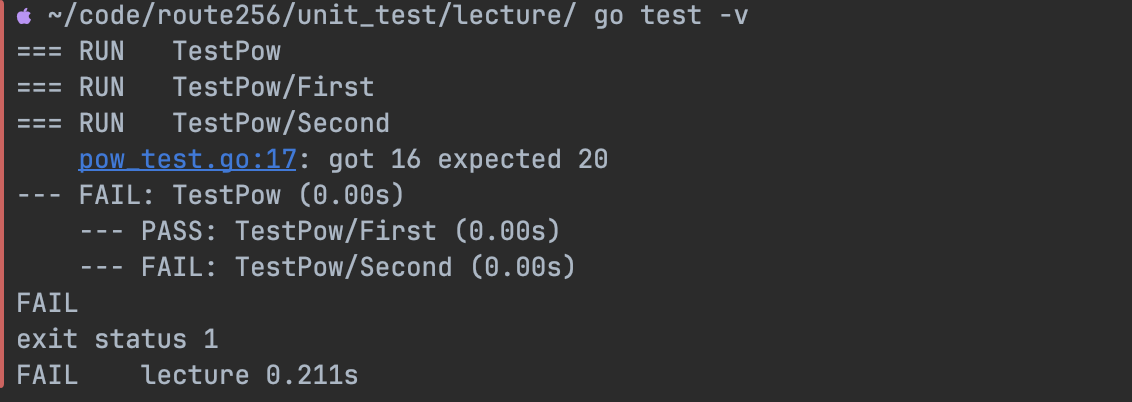 ~/code/route256/unit_test/lecture/ go test -v
=== RUN   TestPow
=== RUN   TestPow/First
=== RUN   TestPow/Second
    pow_test.go:17: got 16 expected 20
--- FAIL: TestPow (0.00s)
    --- PASS: TestPow/First (0.00s)
    --- FAIL: TestPow/Second (0.00s)
FAIL
exit status 1
FAIL    lecture 0.211s